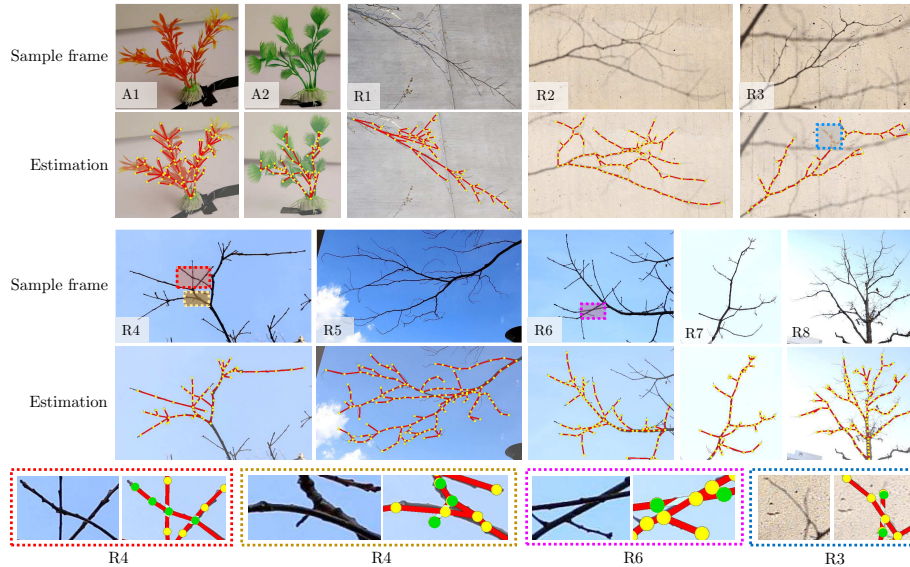 Sample frame
A1
A2
R1
R2
R3
Estimation
Sample frame
R4
R5
R6
R7
R8
Estimation
R4
R4
R6
R3